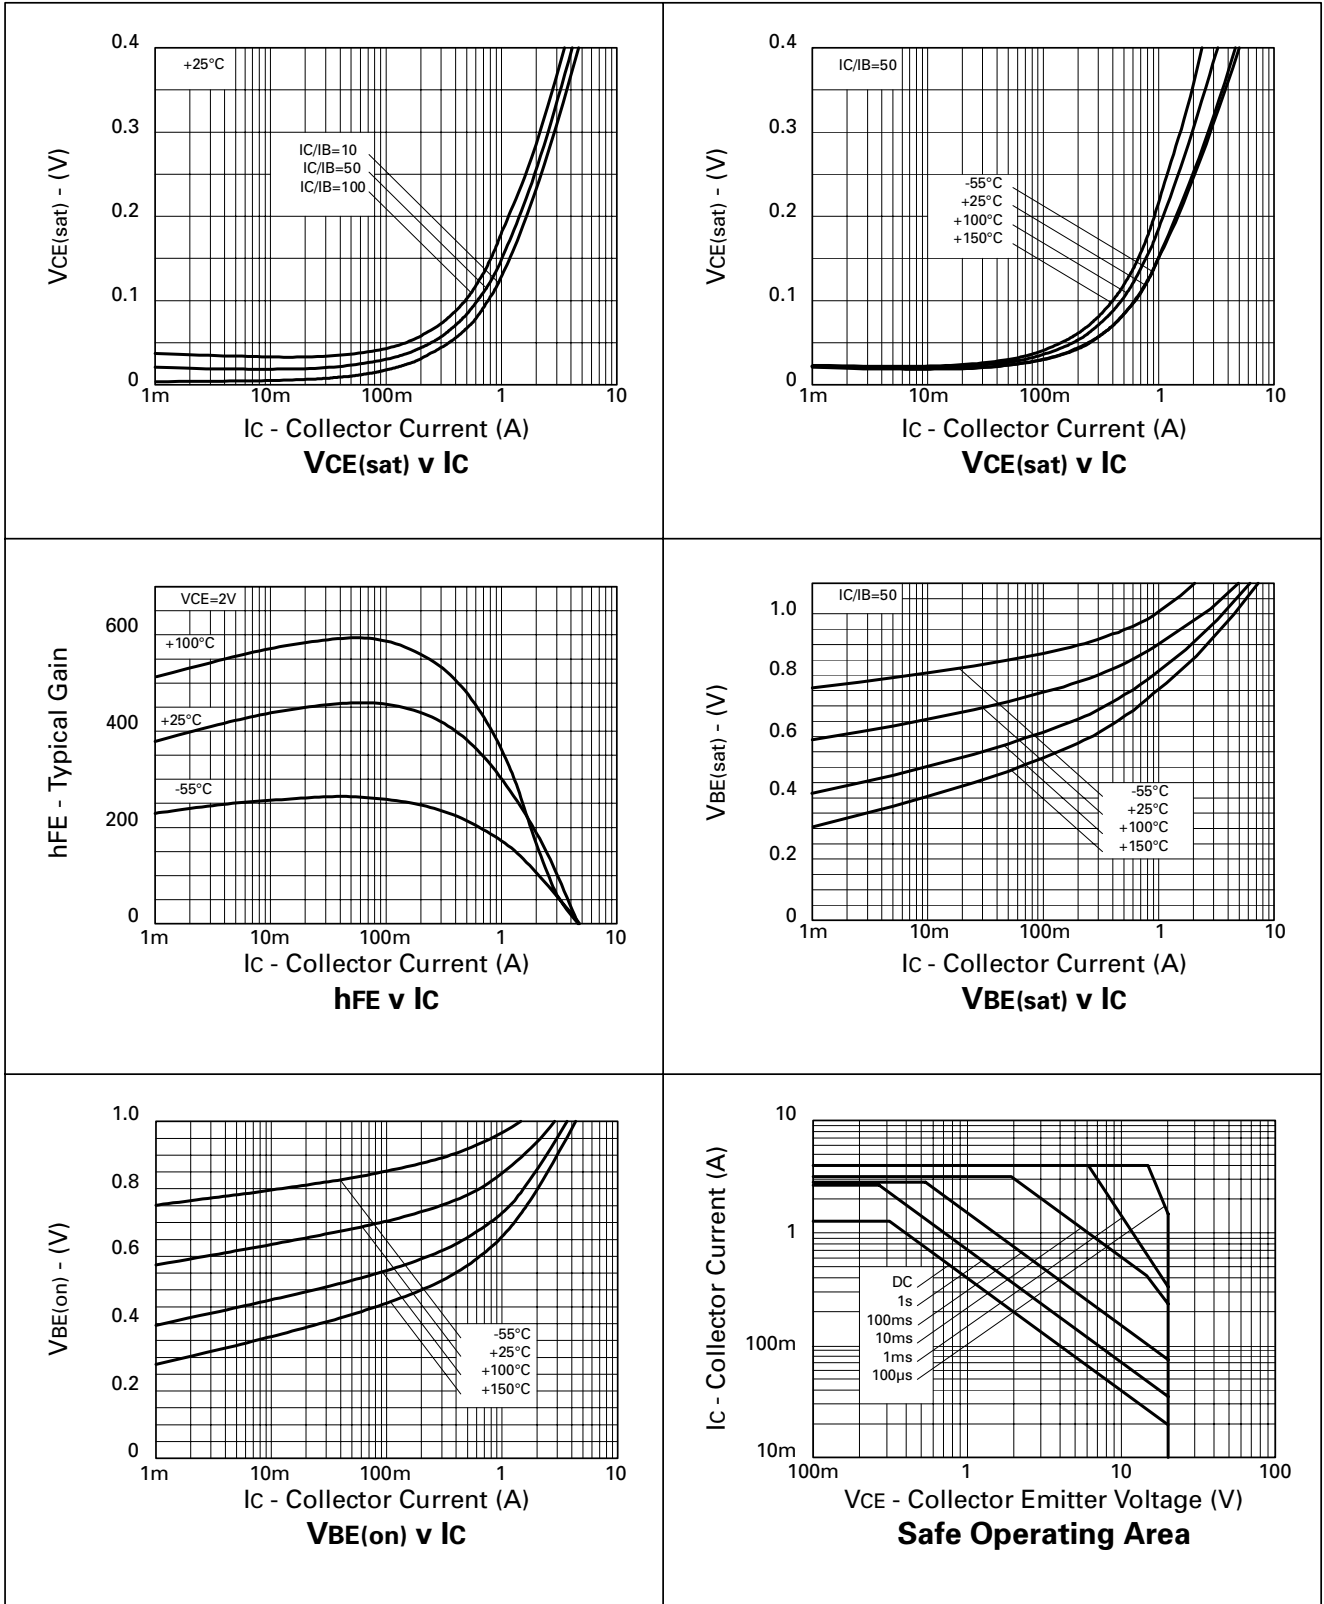 0.4
0.3
0.2
0.1
0
VCE(sat) - (V)
+25°C
IC/IB=10
IC/IB=50
IC/IB=100
1m 10m 100m 1 10
IC - Collector Current (A)
VCE(sat) v IC
0.4
0.3
0.2
0.1
0
VCE(sat) - (V)
IC/IB=50
-55°C
+25°C
+100°C
+150°C
1m 10m 100m 1 10
IC - Collector Current (A)
VCE(sat) v IC
600
400
200
0
hFE - Typical Gain
VCE=2V
+100°C
+25°C
-55°C
1m 10m 100m 1 10
IC - Collector Current (A)
hFE v IC
1.0
0.8
0.6
0.4
0.2
0
VBE(sat) - (V)
IC/IB=50
-55°C
+25°C
+100°C
+150°C
1m 10m 100m 1 10
IC - Collector Current (A)
VBE(sat) v IC
1.0
0.8
0.6
0.4
0.2
0
VBE(on) - (V)
-55°C
+25°C
+100°C
+150°C
1m 10m 100m 1 10
IC - Collector Current (A)
VBE(on) v IC
10
1
100m
10m
IC - Collector Current (A)
DC
1s
100ms
10ms
1ms
100µs
100m 1 10 100
VCE - Collector Emitter Voltage (V)
Safe Operating Area